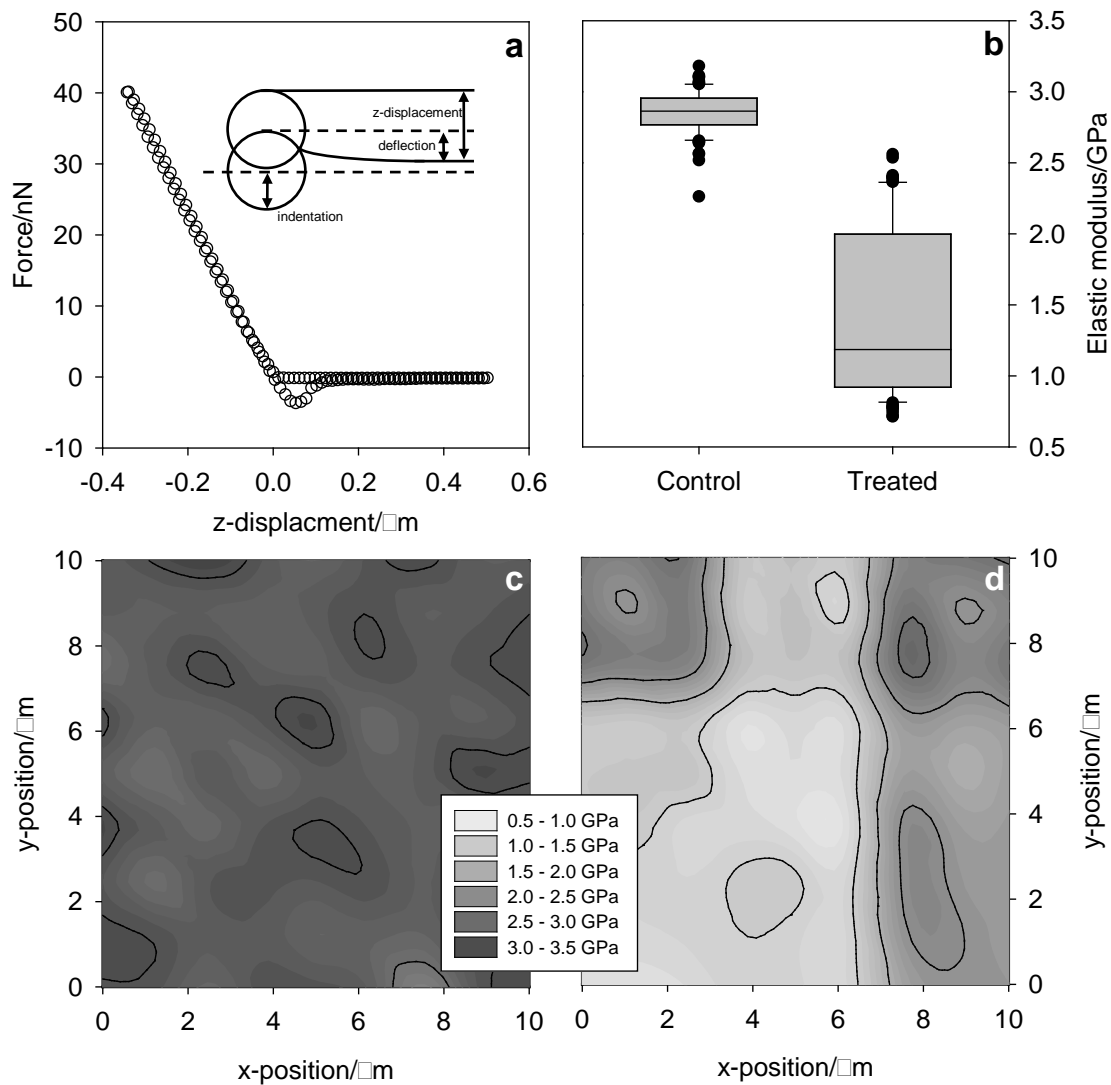 a
50
40
30
20
10
0
-10
Force/nN
-0.4 -0.2 0.0 0.2 0.4 0.6
z-displacment/□m
z-displacement
deflection
indentation
b
3.5
3.0
2.5
2.0
1.5
1.0
0.5
Elastic modulus/GPa
Control Treated
c
10
8
6
4
2
0
y-position/□m
0 2 4 6 8 10
x-position/□m
0.5 - 1.0 GPa
1.0 - 1.5 GPa
1.5 - 2.0 GPa
2.0 - 2.5 GPa
2.5 - 3.0 GPa
3.0 - 3.5 GPa
d
10
8
6
4
2
0
y-position/□m
0 2 4 6 8 10
x-position/□m